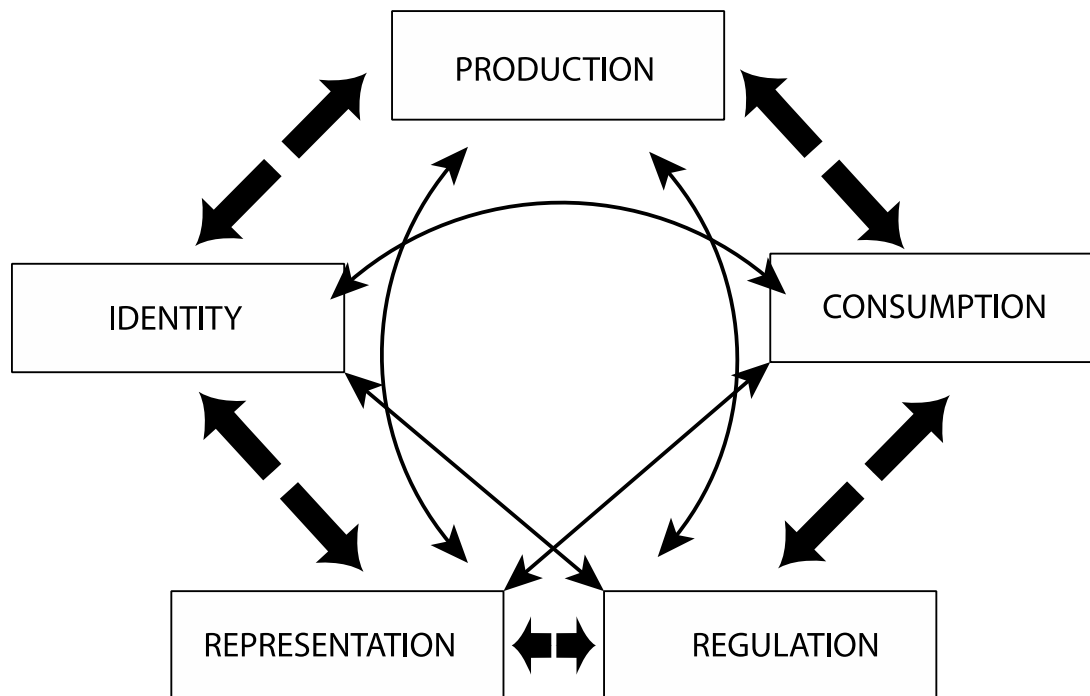 PRODUCTION
IDENTITY
CONSUMPTION
REPRESENTATION
REGULATION